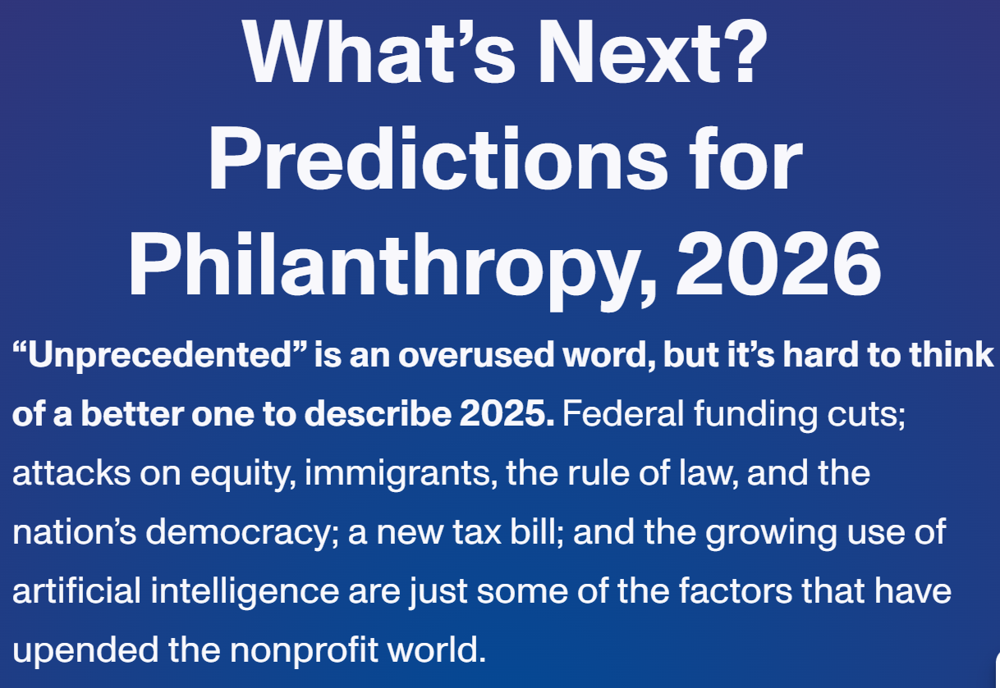 What’s Next?
Predictions for
Philanthropy, 2026
“Unprecedented” is an overused word, but it’s hard to think
of a better one to describe 2025. Federal funding cuts;
attacks on equity, immigrants, the rule of law, and the
nation’s democracy; a new tax bill; and the growing use of
artificial intelligence are just some of the factors that have
upended the nonprofit world.